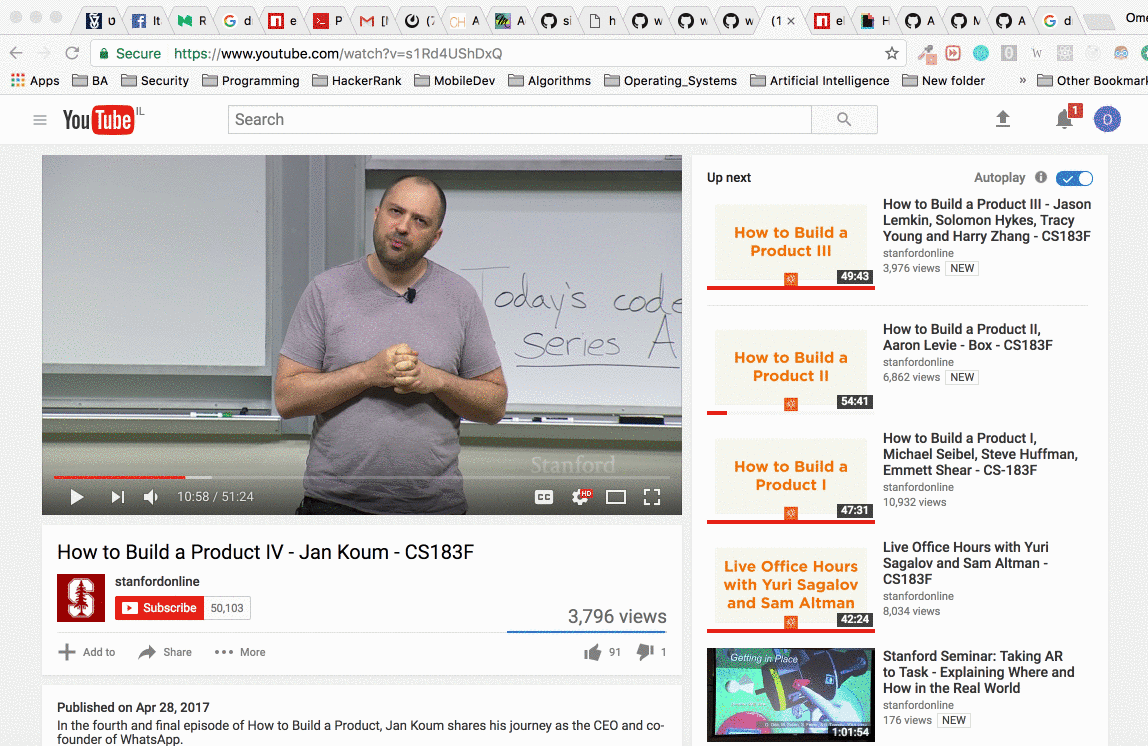 It
R
d
e
P
M
(7
A
A
si
h
w
w
w
(1
el
H
A
M
A
d
Ome
Secure https://www.youtube.com/watch?v=s1Rd4UShDxQ
Apps BA Security Programming HackerRank MobileDev Algorithms Operating_Systems Artificial Intelligence New folder » Other Bookmark
YouTube IL
Search
1
O
Today's code
Series A
Stanford
10:58 / 51:24
CC
HD
How to Build a Product IV - Jan Koum - CS183F
stanfordonline
Subscribe 50,103
3,796 views
Add to Share More
91 1
Published on Apr 28, 2017
In the fourth and final episode of How to Build a Product, Jan Koum shares his journey as the CEO and co-
founder of WhatsApp.
Up next
Autoplay
How to Build a
Product III
49:43
How to Build a Product III - Jason
Lemkin, Solomon Hykes, Tracy
Young and Harry Zhang - CS183F
stanfordonline
3,976 views NEW
How to Build a
Product II
54:41
How to Build a Product II,
Aaron Levie - Box - CS183F
stanfordonline
6,862 views NEW
How to Build a
Product I
47:31
How to Build a Product I,
Michael Seibel, Steve Huffman,
Emmett Shear - CS-183F
stanfordonline
10,932 views
Live Office Hours
with Yuri Sagalov
and Sam Altman
42:24
Live Office Hours with Yuri
Sagalov and Sam Altman -
CS183F
stanfordonline
8,034 views
Getting in Place
1:01:54
Stanford Seminar: Taking AR
to Task - Explaining Where and
How in the Real World
stanfordonline
176 views NEW